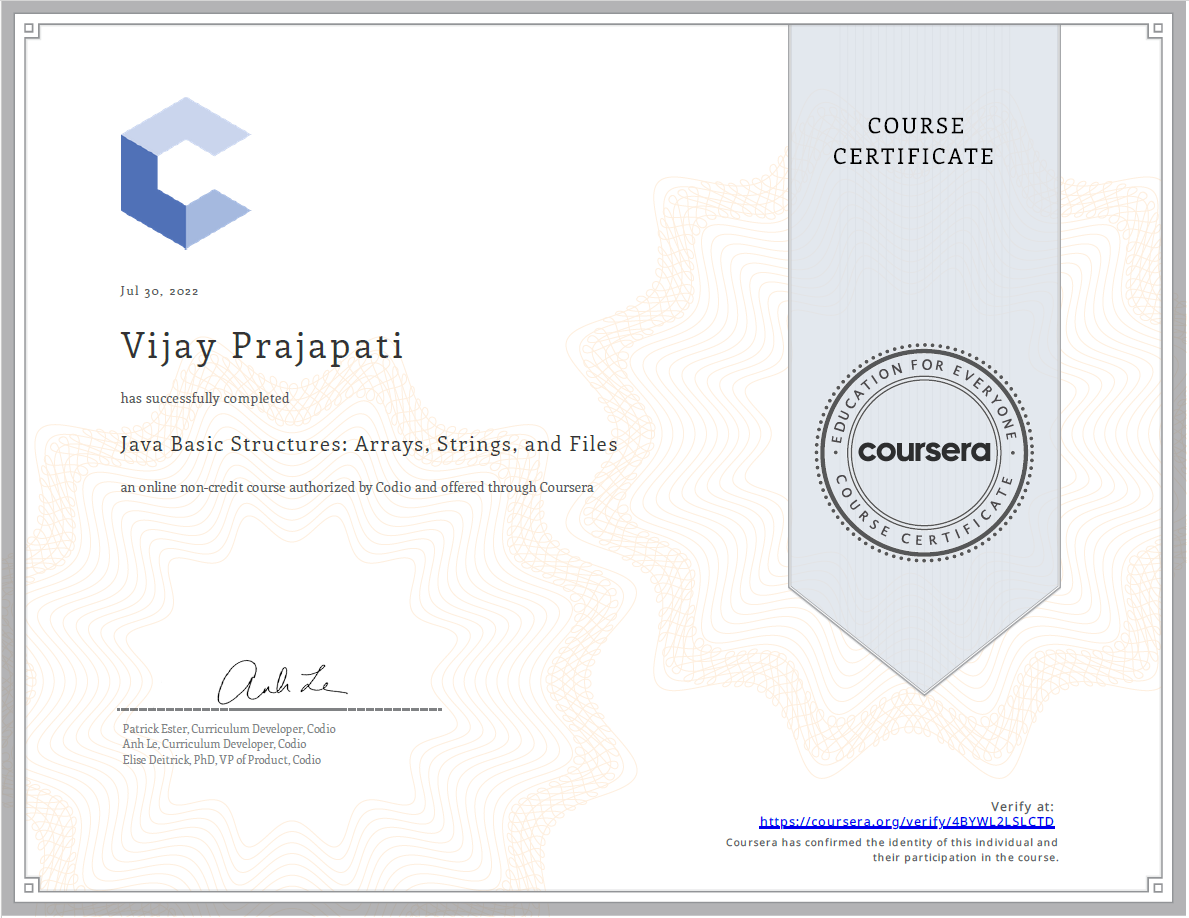 COURSE
CERTIFICATE
Jul 30, 2022
Vijay Prajapati
has successfully completed
Java Basic Structures: Arrays, Strings, and Files
an online non-credit course authorized by Codio and offered through Coursera
EDUCATION FOR EVERYONE
coursera
COURSE CERTIFICATE
Anh Le
Patrick Ester, Curriculum Developer, Codio
Anh Le, Curriculum Developer, Codio
Elise Deitrick, PhD, VP of Product, Codio
Verify at:
https://coursera.org/verify/4BYWL2LSLCTD
Coursera has confirmed the identity of this individual and
their participation in the course.